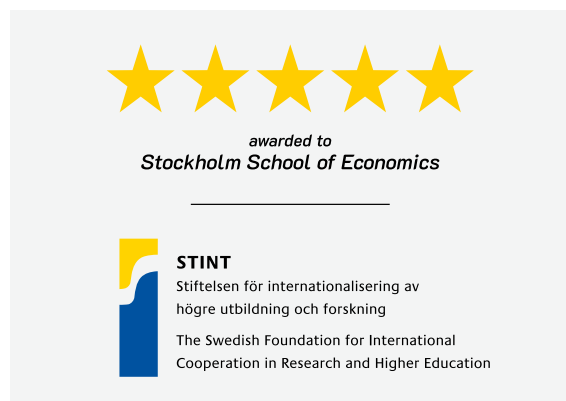 awarded to
Stockholm School of Economics
STINT
Stiftelsen för internationalisering av
högre utbildning och forskning
The Swedish Foundation for International
Cooperation in Research and Higher Education